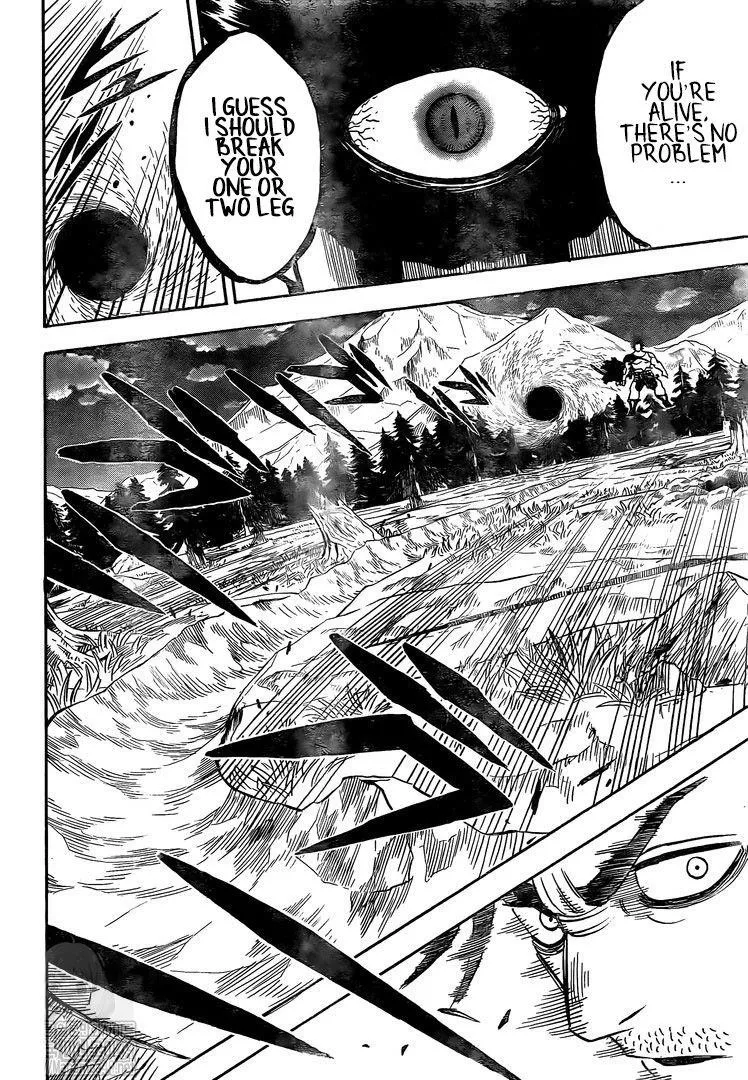 IF
YOU'RE
ALIVE,
THERE'S NO
PROBLEM
...
I GUESS
I SHOULD
BREAK
YOUR
ONE OR
TWO LEG